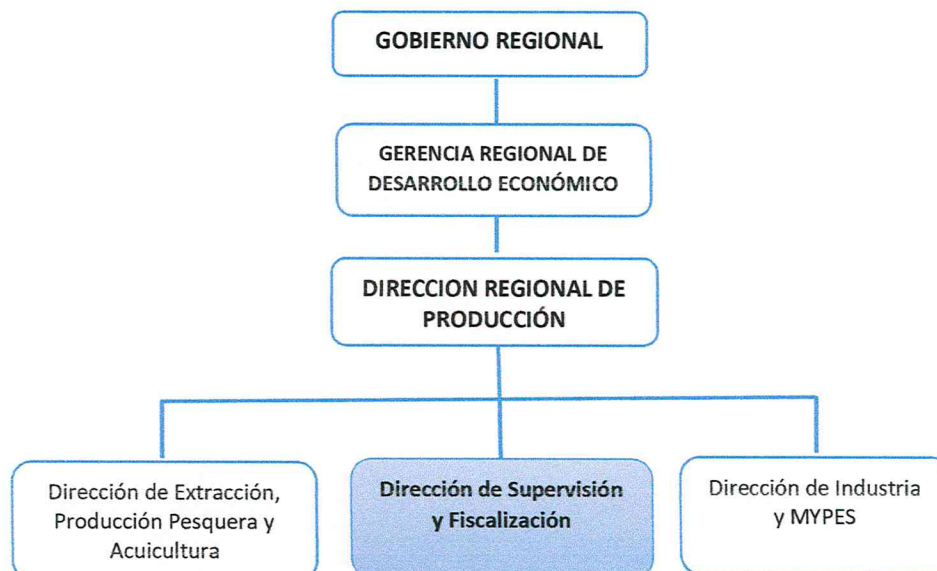 GOBIERNO REGIONAL
GERENCIA REGIONAL DE
DESARROLLO ECONÓMICO
DIRECCION REGIONAL DE
PRODUCCIÓN
Dirección de Extracción,
Producción Pesquera y
Acuicultura
Dirección de Supervisión
y Fiscalización
Dirección de Industria
y MYPES